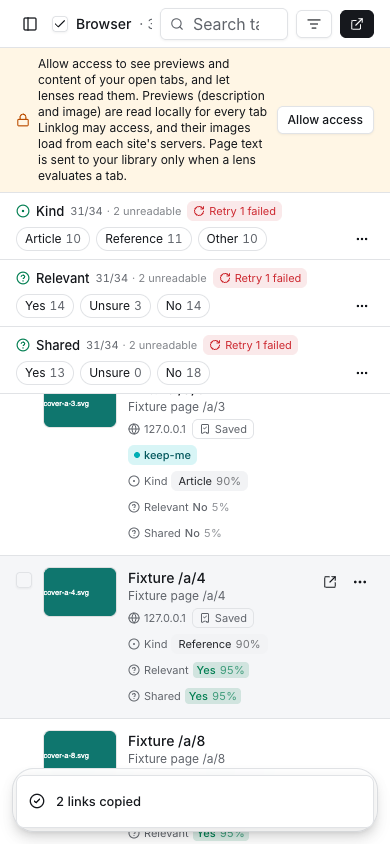 Browser · 3
Search ta
Allow access to see previews and
content of your open tabs, and let
lenses read them. Previews (description
and image) are read locally for every tab
Linklog may access, and their images
load from each site's servers. Page text
is sent to your library only when a lens
evaluates a tab.
Allow access
Kind 31/34 · 2 unreadable Retry 1 failed
Article 10 Reference 11 Other 10
Relevant 31/34 · 2 unreadable Retry 1 failed
Yes 14 Unsure 3 No 14
Shared 31/34 · 2 unreadable Retry 1 failed
Yes 13 Unsure 0 No 18
cover-a-3.svg
Fixture page /a/3
127.0.0.1 Saved
keep-me
Kind Article 90%
Relevant No 5%
Shared No 5%
cover-a-4.svg
Fixture /a/4
Fixture page /a/4
127.0.0.1 Saved
Kind Reference 90%
Relevant Yes 95%
Shared Yes 95%
cover-a-8.svg
Fixture /a/8
Fixture page /a/8
2 links copied
Relevant Yes 95%